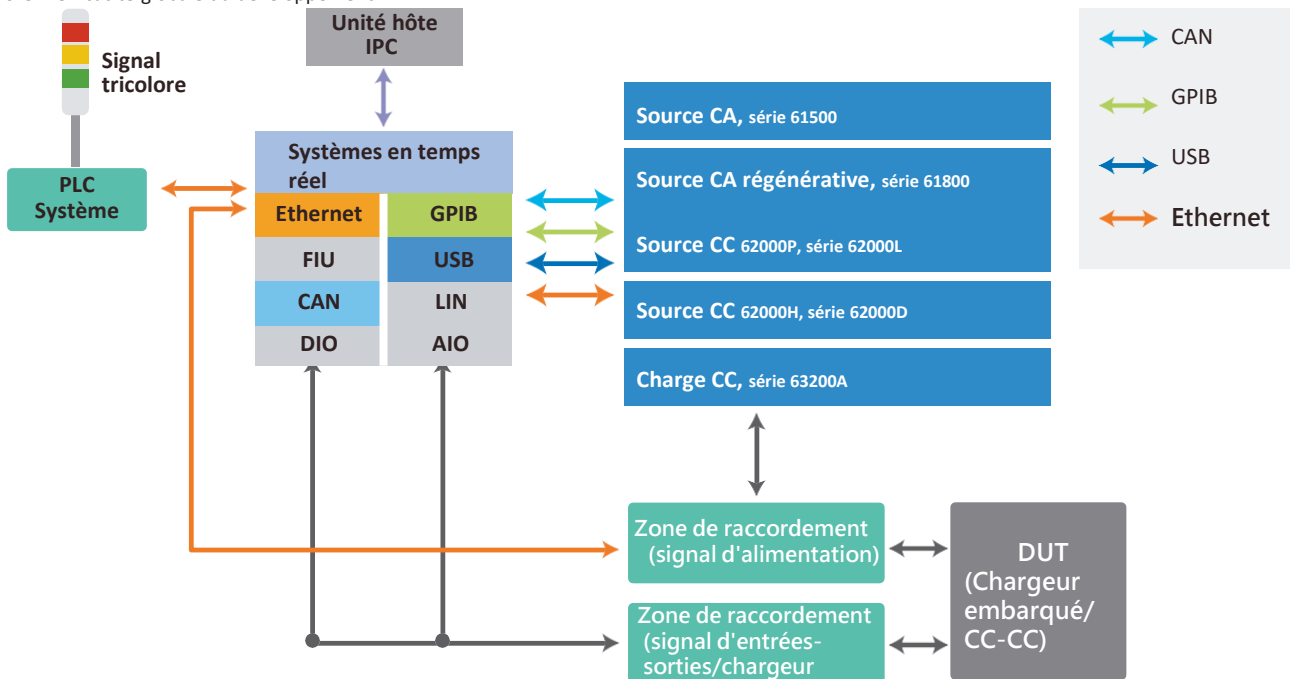 Signal
tricolore
Unité hôte
IPC
PLC
Système
Systèmes en temps
réel
Ethernet
GPIB
FIU
USB
CAN
LIN
DIO
AIO
Source CA, série 61500
Source CA régénérative, série 61800
Source CC 62000P, série 62000L
Source CC 62000H, série 62000D
Charge CC, série 63200A
CAN
GPIB
USB
Ethernet
Zone de raccordement
(signal d'alimentation)
Zone de raccordement
(signal d'entrées-
sorties/chargeur
DUT
(Chargeur
embarqué/
CC-CC)